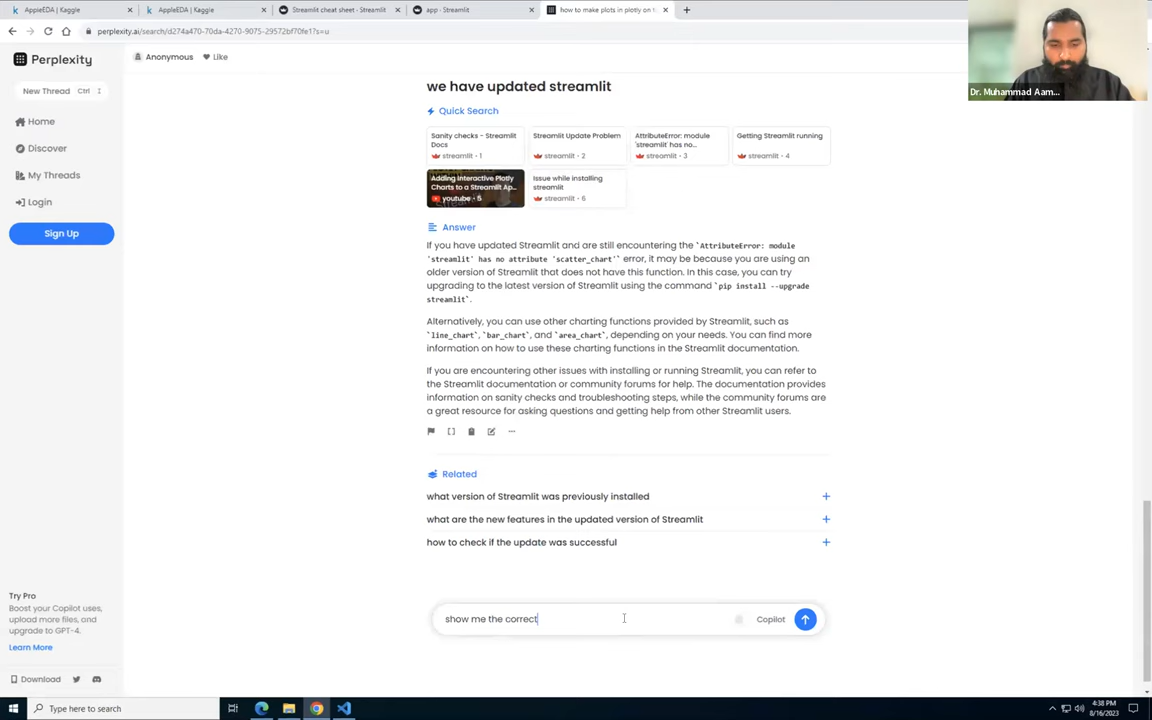 AppieEDA | Kaggle
AppleEDA | Kaggle
Streamlit cheat sheet - Streamlit
app · Streamlit
how to make plots in plotly on t
perplexity.ai/search/d274a470-70da-4270-9075-29572bf70fe1?s=u
Perplexity
Anonymous
Like
New Thread
Ctrl
Home
Discover
My Threads
Login
Sign Up
Dr. Muhammad Aam...
we have updated streamlit
Quick Search
Sanity checks - Streamlit
Docs
streamlit · 1
Streamlit Update Problem
streamlit · 2
AttributeError: module
'streamlit' has no...
streamlit · 3
Getting Streamlit running
streamlit · 4
Adding Interactive Plotly
Charts to a Streamlit Ap...
youtube · 5
Issue while installing
streamlit
streamlit · 6
Answer
If you have updated Streamlit and are still encountering the `AttributeError: module
'streamlit' has no attribute 'scatter_chart'` error, it may be because you are using an
older version of Streamlit that does not have this function. In this case, you can try
upgrading to the latest version of Streamlit using the command `pip install --upgrade
streamlit`.
Alternatively, you can use other charting functions provided by Streamlit, such as
`line_chart`, `bar_chart`, and `area_chart`, depending on your needs. You can find more
information on how to use these charting functions in the Streamlit documentation.
If you are encountering other issues with installing or running Streamlit, you can refer to
the Streamlit documentation or community forums for help. The documentation provides
information on sanity checks and troubleshooting steps, while the community forums are
a great resource for asking questions and getting help from other Streamlit users.
Related
what version of Streamlit was previously installed
what are the new features in the updated version of Streamlit
how to check if the update was successful
show me the correct
Copilot
Try Pro
Boost your Copilot uses,
upload more files, and
upgrade to GPT-4.
Learn More
Download
Type here to search
4:38 PM
8/16/2023